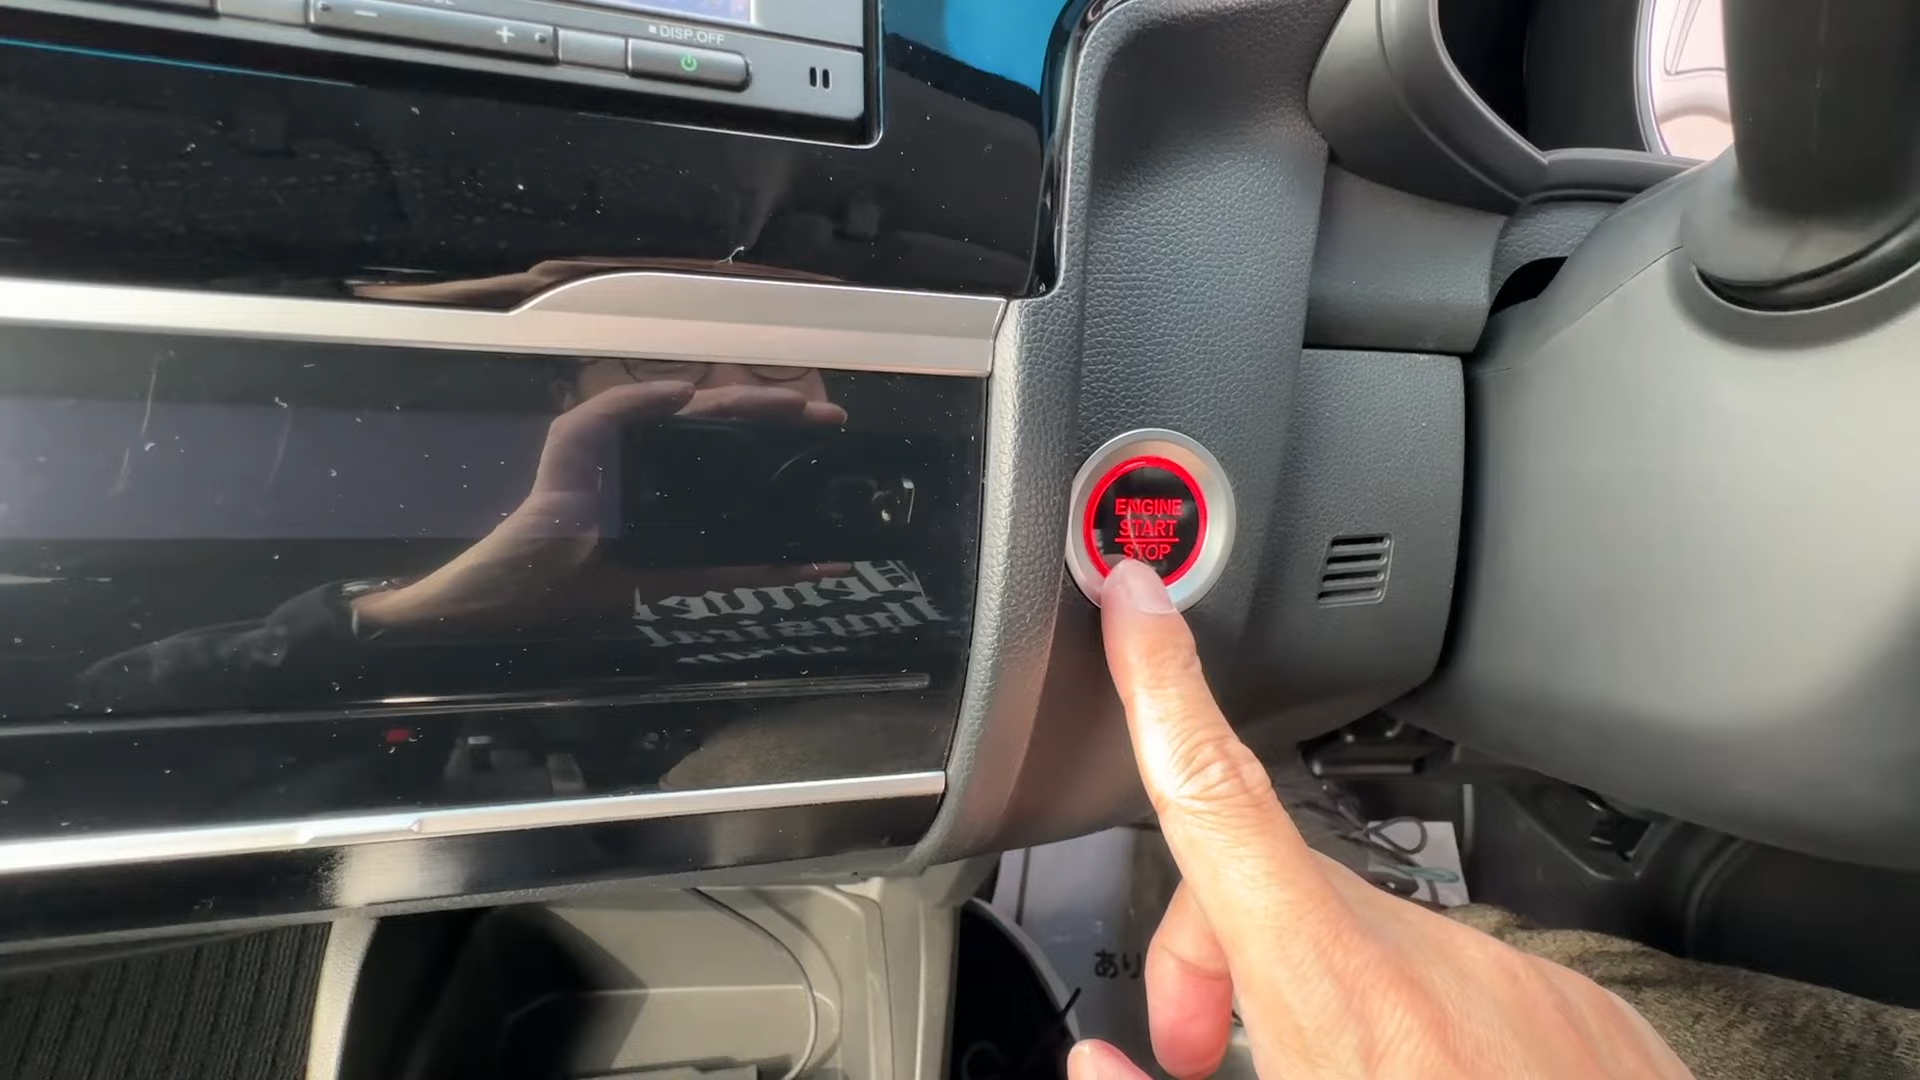 − +
DISP.OFF
ENGINE
START
STOP
あり